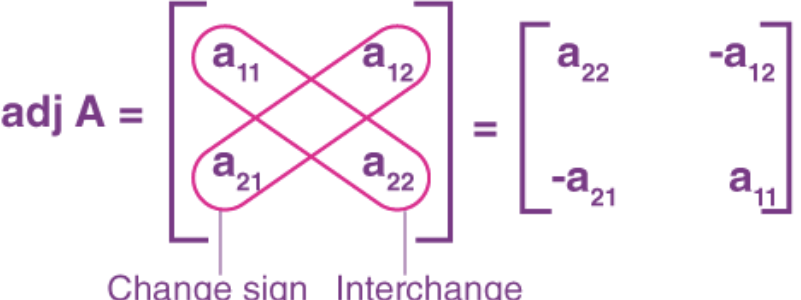 adj A = [ a₁₁ a₁₂ ] = [ a₂₂ -a₁₂ ]
[ a₂₁ a₂₂ ] [ -a₂₁ a₁₁ ]
Change sign Interchange